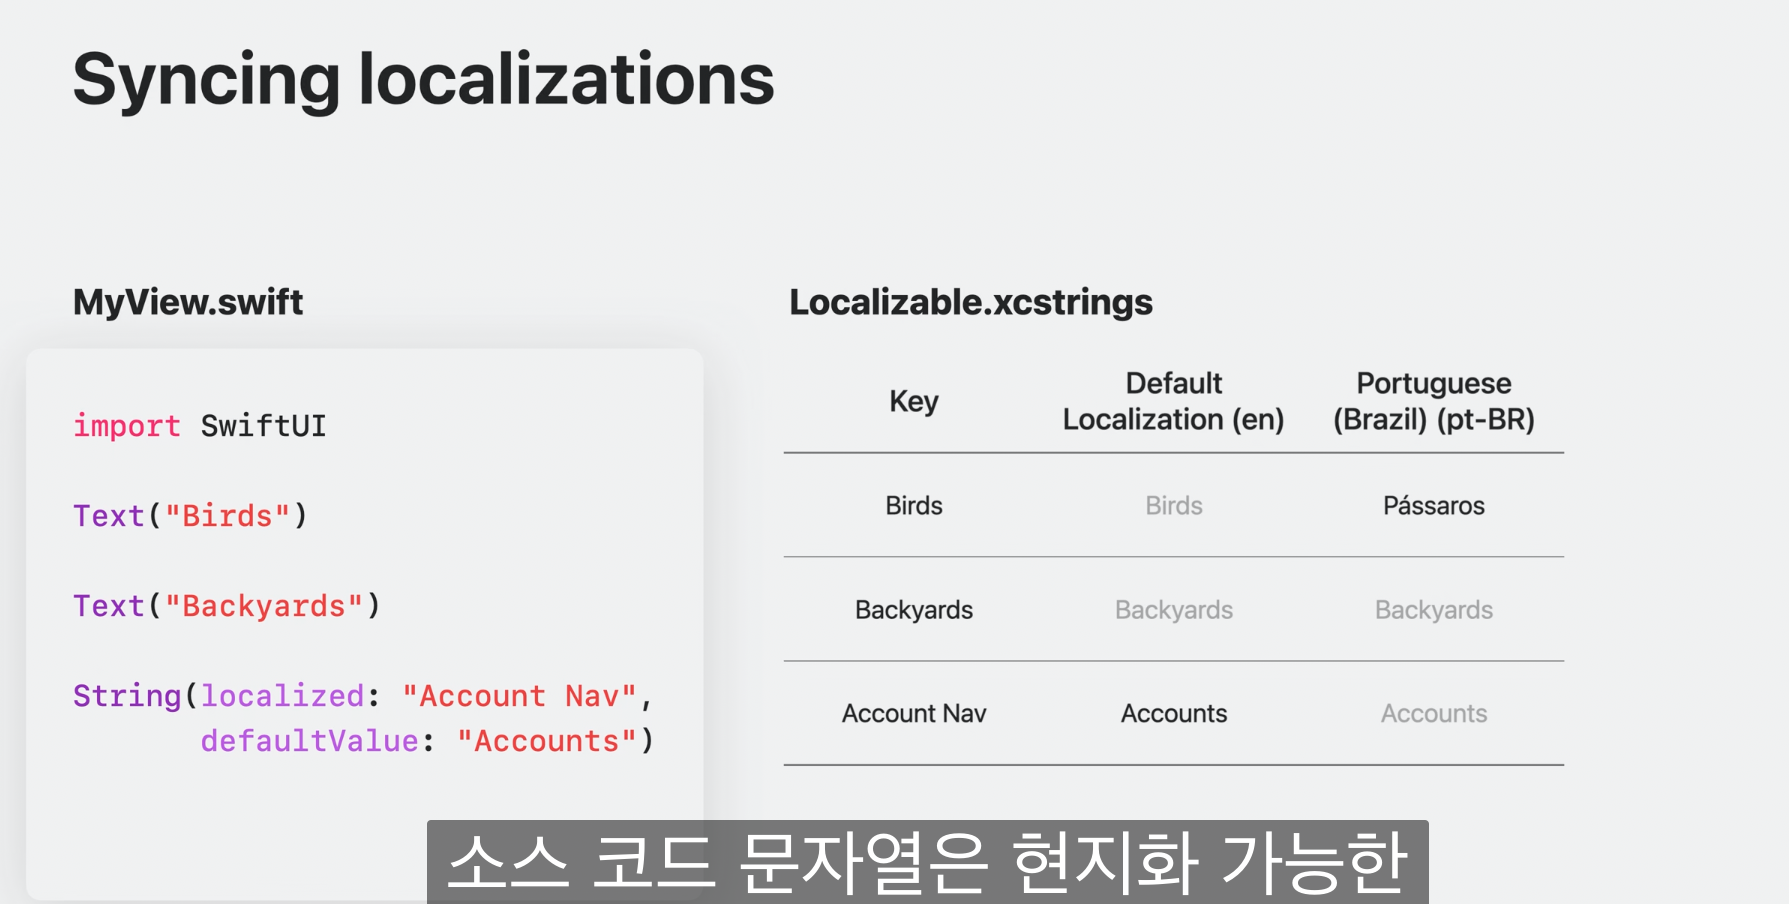 Syncing localizations
MyView.swift
import SwiftUI
Text("Birds")
Text("Backyards")
String(localized: "Account Nav",
defaultValue: "Accounts")
Localizable.xcstrings
Key
Default
Localization (en)
Portuguese
(Brazil) (pt-BR)
Birds Birds Pássaros
Backyards Backyards Backyards
Account Nav Accounts Accounts
소스 코드 문자열은 현지화 가능한